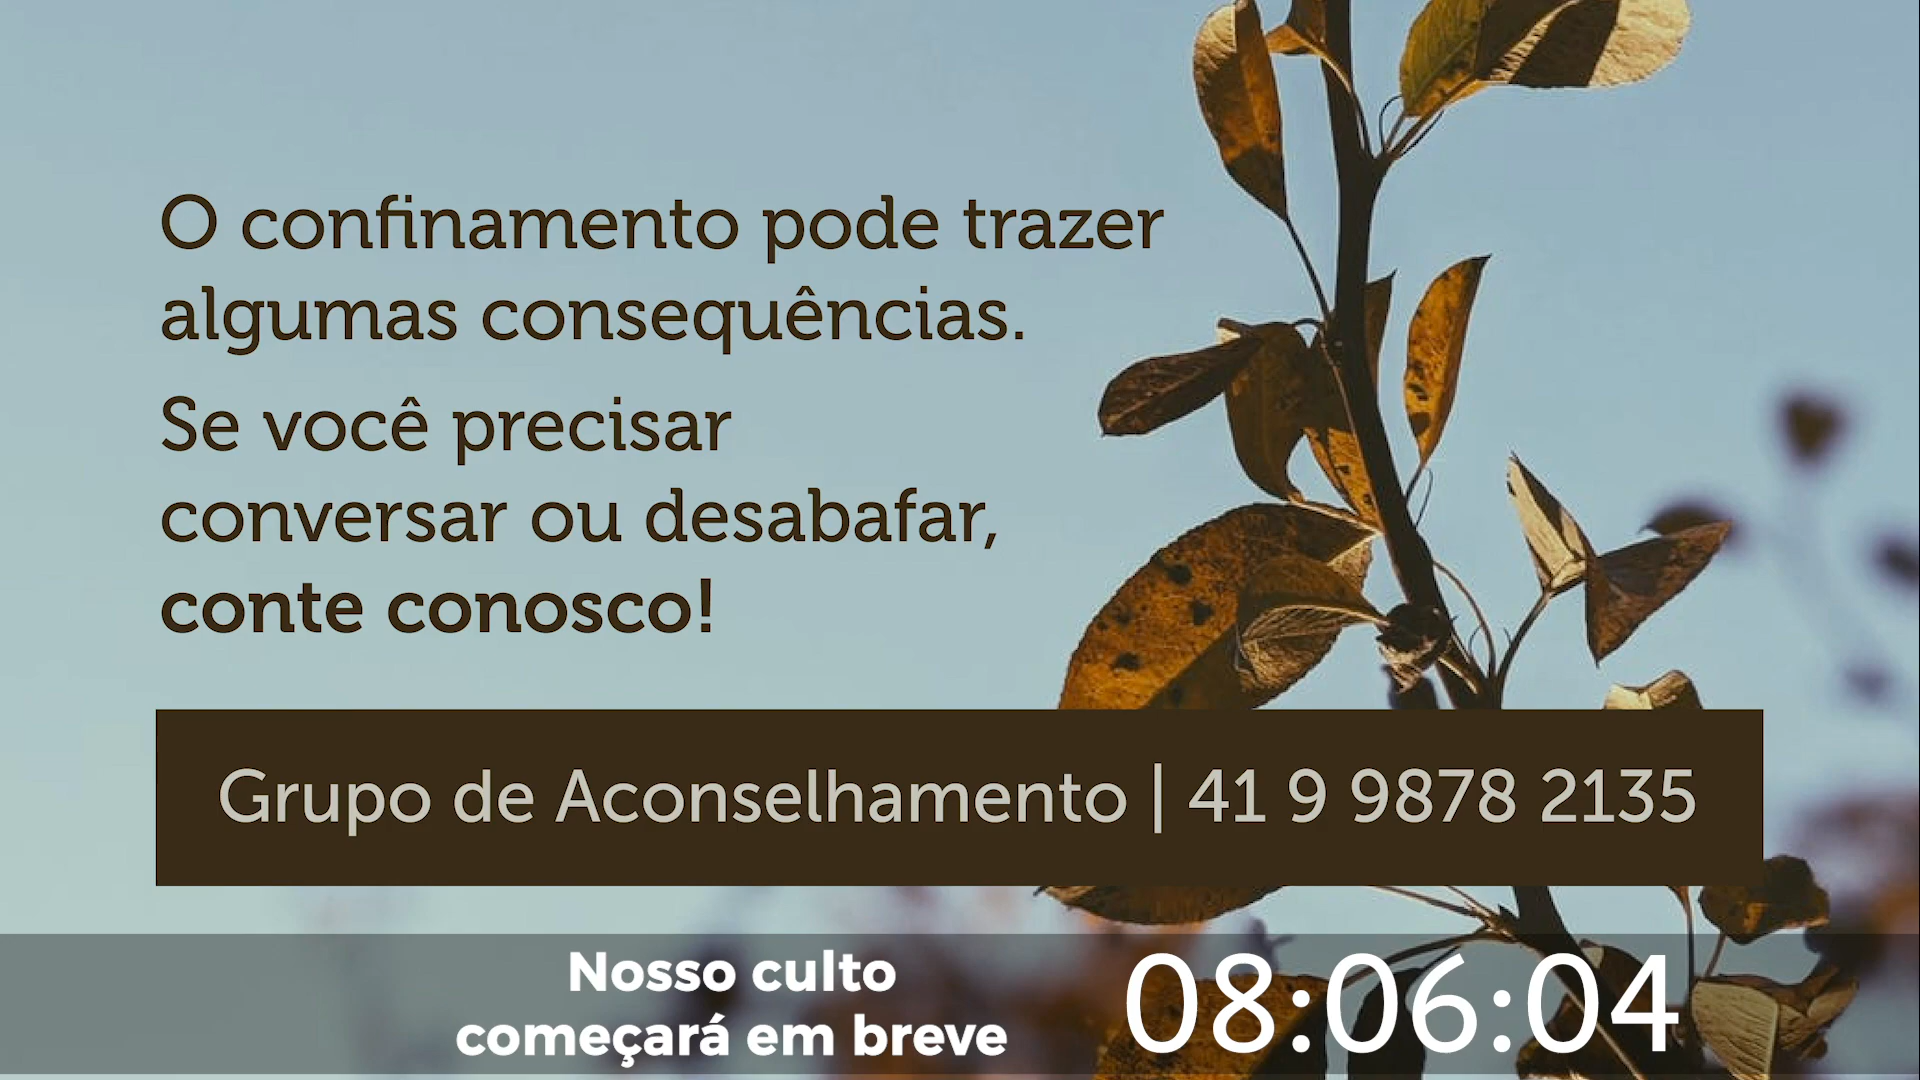 O confinamento pode trazer
algumas consequências.
Se você precisar
conversar ou desabafar,
conte conosco!
Grupo de Aconselhamento | 41 9 9878 2135
Nosso culto
começará em breve
08:06:04